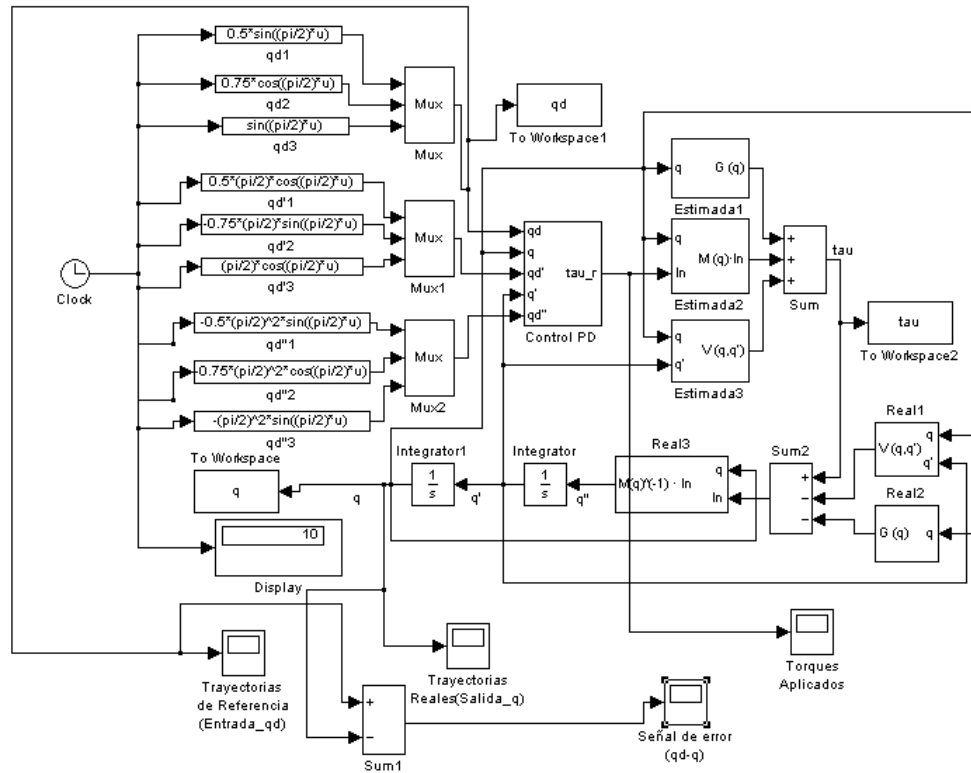 0.5*sin((pi/2)*u)
qd1
0.75*cos((pi/2)*u)
qd2
sin((pi/2)*u)
qd3
Mux
Mux
qd
To Workspace1
0.5*(pi/2)*cos((pi/2)*u)
qd'1
-0.75*(pi/2)*sin((pi/2)*u)
qd'2
(pi/2)*cos((pi/2)*u)
qd'3
Mux
Mux1
Clock
-0.5*(pi/2)^2*sin((pi/2)*u)
qd''1
-0.75*(pi/2)^2*cos((pi/2)*u)
qd''2
-(pi/2)^2*sin((pi/2)*u)
qd''3
Mux
Mux2
qd
q
qd'
q'
qd''
tau_r
Control PD
q
G (q)
Estimada1
q
In
M (q)·In
Estimada2
q
q'
V(q,q')
Estimada3
+
+
+
Sum
tau
tau
To Workspace2
To Workspace
q
q
Integrator1
1
s
q'
Integrator
1
s
q''
Real3
M(q)^(-1) · In
q
In
Sum2
+
−
−
Real1
V(q,q')
q
q'
Real2
G (q)
q
10
Display
Trayectorias
de Referencia
(Entrada_qd)
Trayectorias
Reales(Salida_q)
+
−
Sum1
Señal de error
(qd-q)
Torques
Aplicados